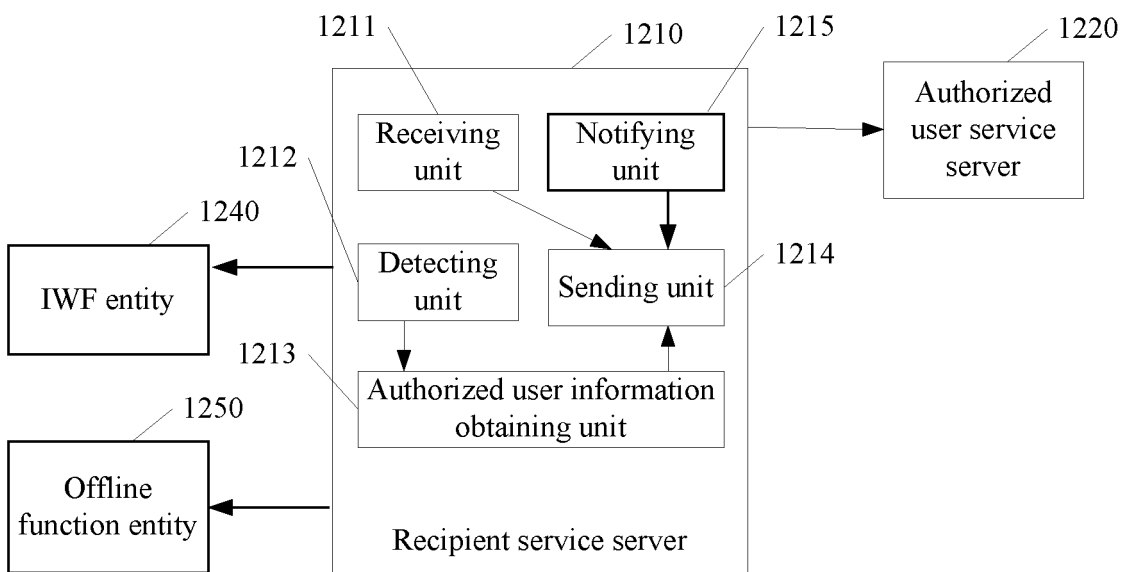 1211
1210
1215
1220
Authorized
user service
server
Receiving
unit
Notifying
unit
1212
1240
IWF entity
Detecting
unit
Sending unit
1214
1213
Authorized user information
obtaining unit
1250
Offline
function entity
Recipient service server